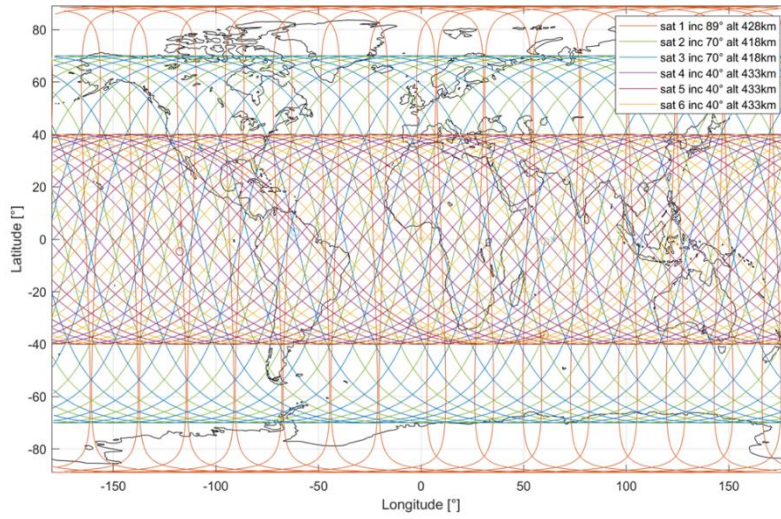 80
60
40
20
0
-20
-40
-60
-80
Latitude [°]
sat 1 inc 89° alt 428km
sat 2 inc 70° alt 418km
sat 3 inc 70° alt 418km
sat 4 inc 40° alt 433km
sat 5 inc 40° alt 433km
sat 6 inc 40° alt 433km
-150 -100 -50 0 50 100 150
Longitude [°]